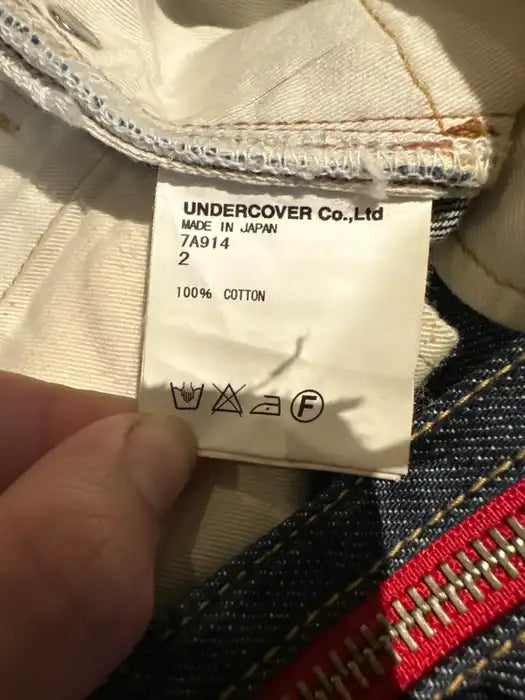 UNDERCOVER Co.,Ltd
MADE IN JAPAN
7A914
2
100% COTTON
F